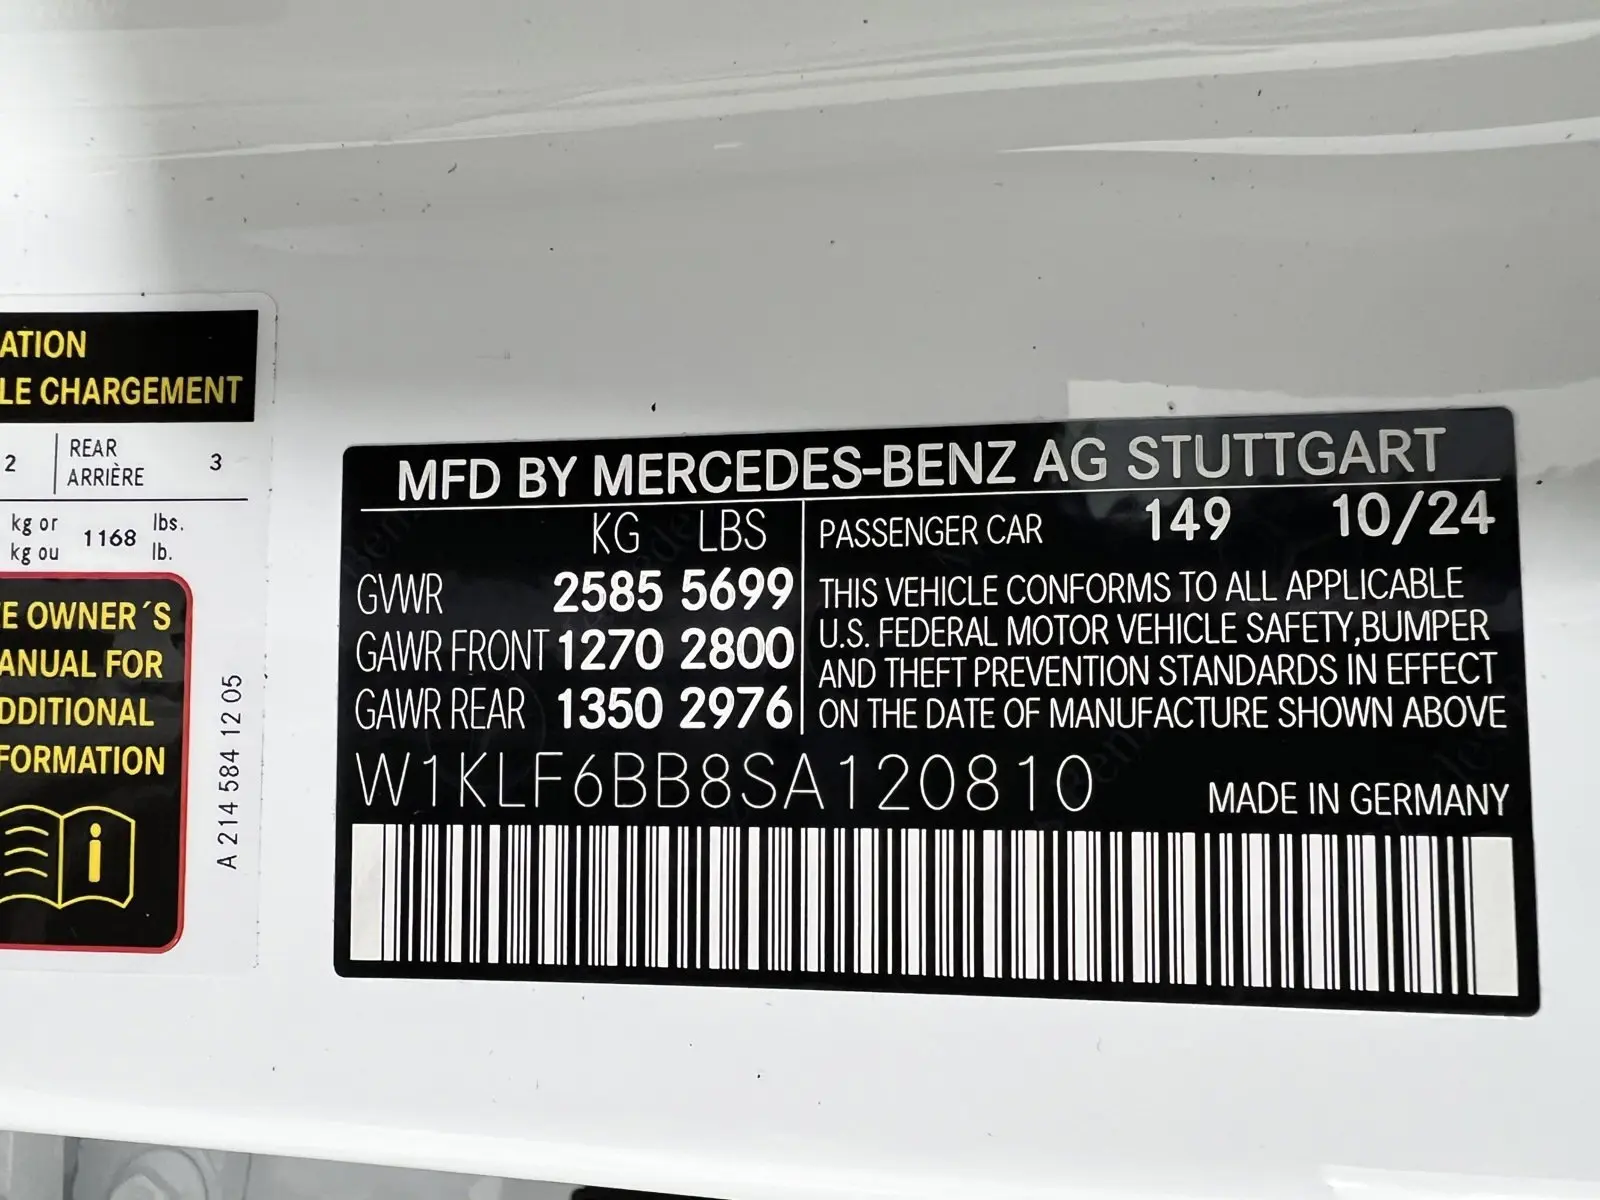 ATION
LE CHARGEMENT
2 REAR 3
ARRIÈRE
kg or 1168 lbs.
kg ou lb.
E OWNER´S
ANUAL FOR
DDITIONAL
FORMATION
i
A 214 584 12 05
MFD BY MERCEDES-BENZ AG STUTTGART
KG LBS
GVWR 2585 5699
GAWR FRONT 1270 2800
GAWR REAR 1350 2976
PASSENGER CAR 149 10/24
THIS VEHICLE CONFORMS TO ALL APPLICABLE
U.S. FEDERAL MOTOR VEHICLE SAFETY,BUMPER
AND THEFT PREVENTION STANDARDS IN EFFECT
ON THE DATE OF MANUFACTURE SHOWN ABOVE
W1KLF6BB8SA120810
MADE IN GERMANY